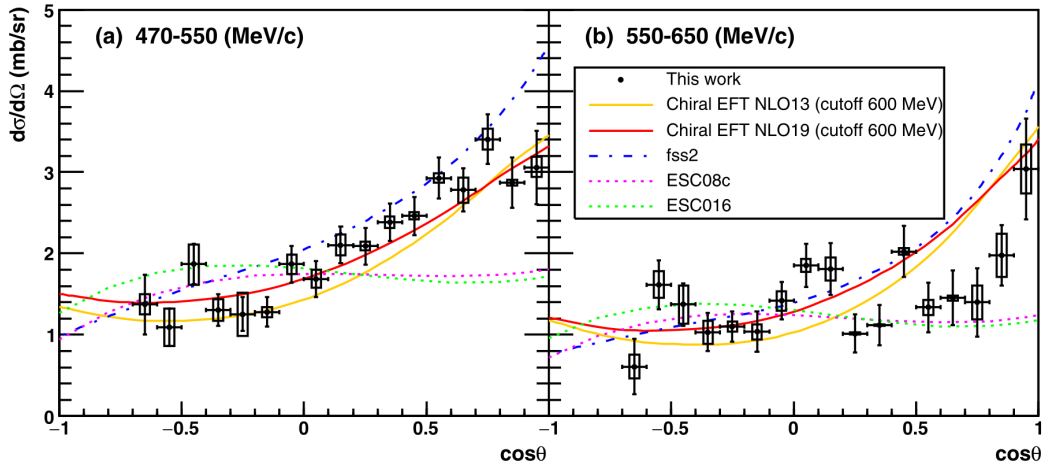 dσ/dΩ (mb/sr)
5
4
3
2
1
0
(a) 470-550 (MeV/c)
(b) 550-650 (MeV/c)
This work
Chiral EFT NLO13 (cutoff 600 MeV)
Chiral EFT NLO19 (cutoff 600 MeV)
fss2
ESC08c
ESC016
−1 −0.5 0 0.5 −1 −0.5 0 0.5 1
cosθ cosθ